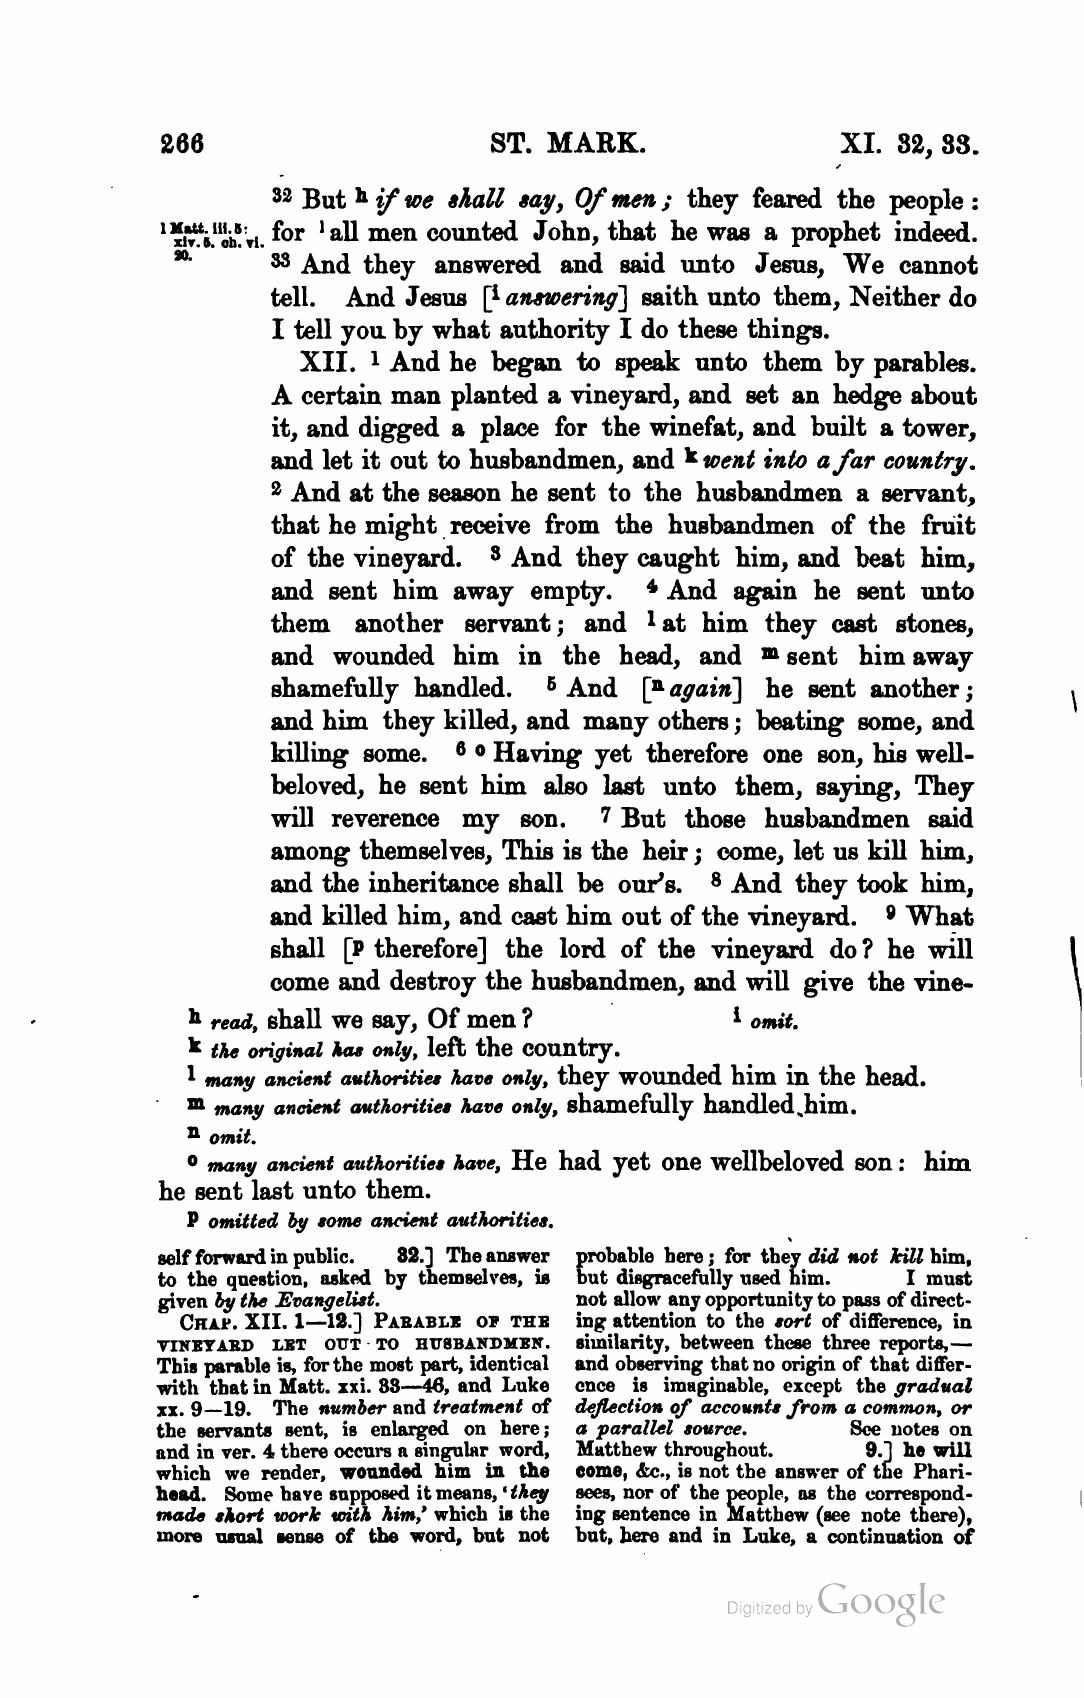 266 ST. MARK. XI. 32, 33.
32 But h if we shall say, Of men; they feared the people:
for l all men counted John, that he was a prophet indeed.
l Matt. iii. 5:
xiv. 5. ch. vi.
20.
33 And they answered and said unto Jesus, We cannot
tell. And Jesus [i answering] saith unto them, Neither do
I tell you by what authority I do these things.
XII. 1 And he began to speak unto them by parables.
A certain man planted a vineyard, and set an hedge about
it, and digged a place for the winefat, and built a tower,
and let it out to husbandmen, and k went into a far country.
2 And at the season he sent to the husbandmen a servant,
that he might receive from the husbandmen of the fruit
of the vineyard. 3 And they caught him, and beat him,
and sent him away empty. 4 And again he sent unto
them another servant; and l at him they cast stones,
and wounded him in the head, and m sent him away
shamefully handled. 5 And [n again] he sent another;
and him they killed, and many others; beating some, and
killing some. 6 o Having yet therefore one son, his well-
beloved, he sent him also last unto them, saying, They
will reverence my son. 7 But those husbandmen said
among themselves, This is the heir; come, let us kill him,
and the inheritance shall be our's. 8 And they took him,
and killed him, and cast him out of the vineyard. 9 What
shall [p therefore] the lord of the vineyard do? he will
come and destroy the husbandmen, and will give the vine-
h read, shall we say, Of men? i omit.
k the original has only, left the country.
l many ancient authorities have only, they wounded him in the head.
m many ancient authorities have only, shamefully handled him.
n omit.
o many ancient authorities have, He had yet one wellbeloved son: him
he sent last unto them.
p omitted by some ancient authorities.
self forward in public. 32.] The answer
to the question, asked by themselves, is
given by the Evangelist.
CHAP. XII. 1—12.] PARABLE OF THE
VINEYARD LET OUT TO HUSBANDMEN.
This parable is, for the most part, identical
with that in Matt. xxi. 33—46, and Luke
xx. 9—19. The number and treatment of
the servants sent, is enlarged on here;
and in ver. 4 there occurs a singular word,
which we render, wounded him in the
head. Some have supposed it means, 'they
made short work with him,' which is the
more usual sense of the word, but not
probable here; for they did not kill him,
but disgracefully used him. I must
not allow any opportunity to pass of direct-
ing attention to the sort of difference, in
similarity, between these three reports,—
and observing that no origin of that differ-
ence is imaginable, except the gradual
deflection of accounts from a common, or
a parallel source. See notes on
Matthew throughout. 9.] he will
come, &c., is not the answer of the Phari-
sees, nor of the people, as the correspond-
ing sentence in Matthew (see note there),
but, here and in Luke, a continuation of
Digitized by Google